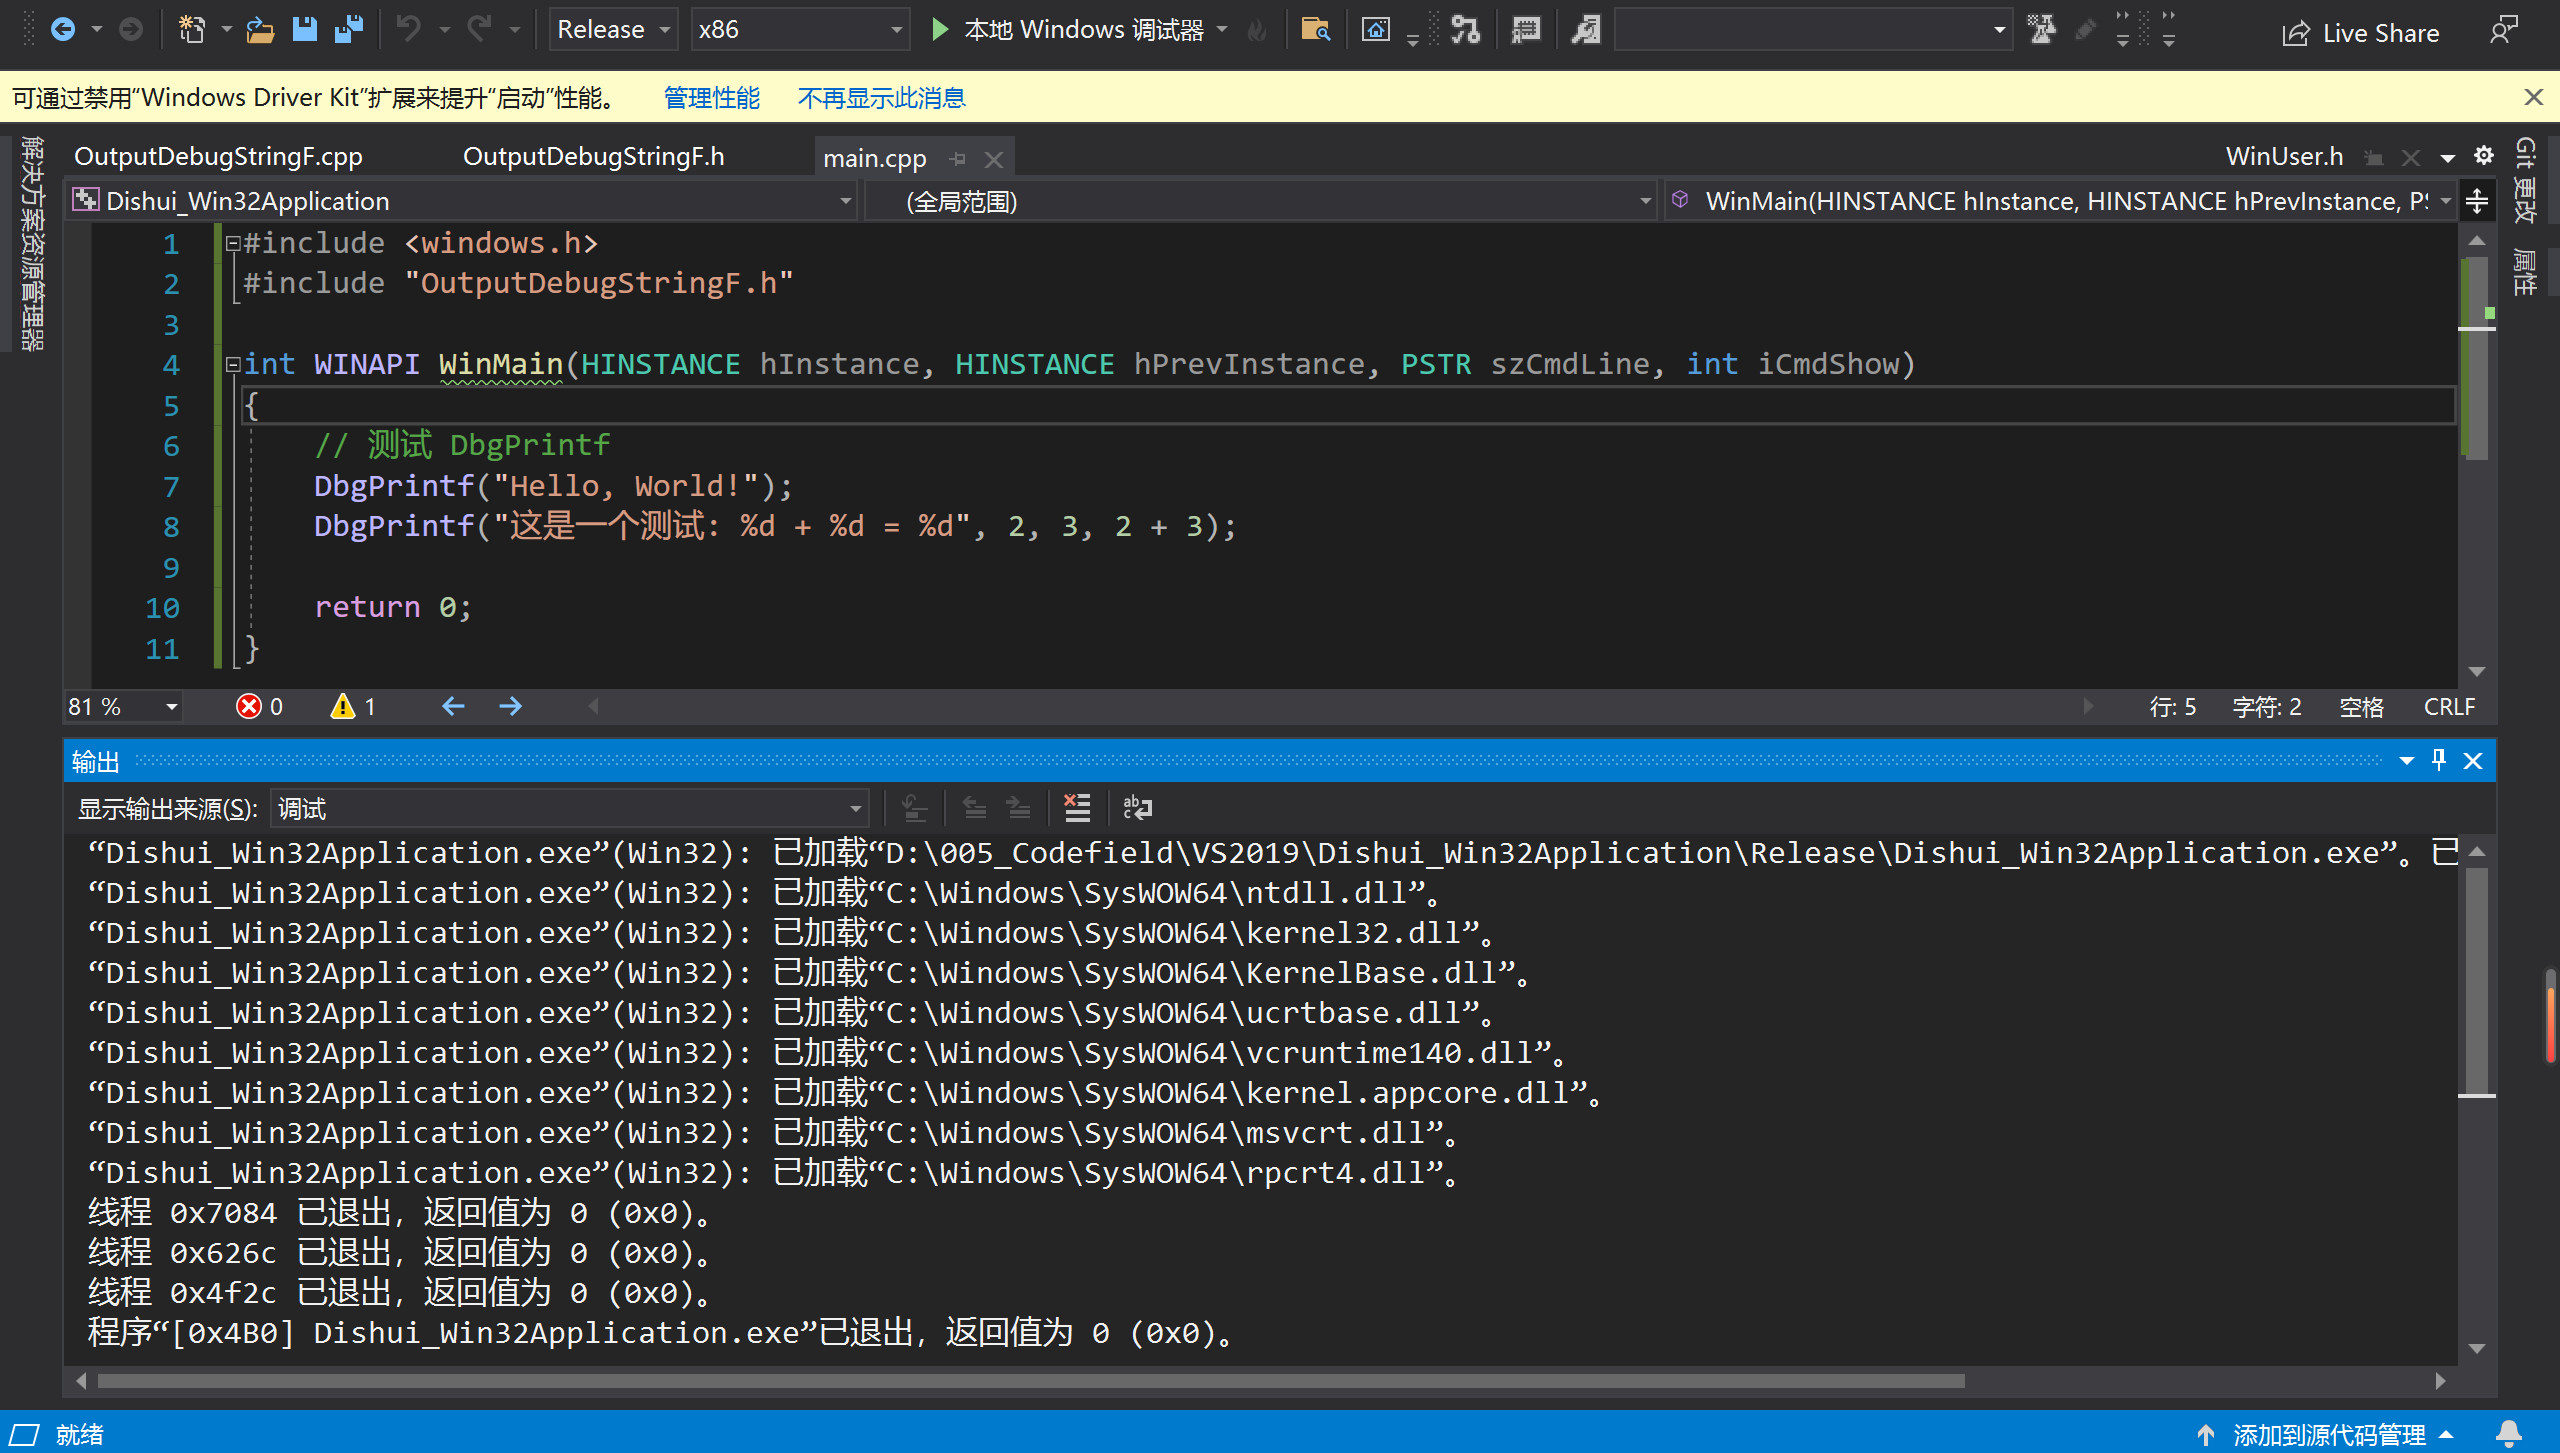 Release
x86
本地 Windows 调试器
Live Share
可通过禁用“Windows Driver Kit”扩展来提升“启动”性能。 管理性能 不再显示此消息
解决方案资源管理器
OutputDebugStringF.cpp
OutputDebugStringF.h
main.cpp
WinUser.h
Git 更改
属性
Dishui_Win32Application
(全局范围)
WinMain(HINSTANCE hInstance, HINSTANCE hPrevInstance, PS
1 #include <windows.h>
2 #include "OutputDebugStringF.h"
3
4 int WINAPI WinMain(HINSTANCE hInstance, HINSTANCE hPrevInstance, PSTR szCmdLine, int iCmdShow)
5 {
6 // 测试 DbgPrintf
7 DbgPrintf("Hello, World!");
8 DbgPrintf("这是一个测试: %d + %d = %d", 2, 3, 2 + 3);
9
10 return 0;
11 }
81 % 0 1 行: 5 字符: 2 空格 CRLF
输出
显示输出来源(S): 调试
“Dishui_Win32Application.exe”(Win32): 已加载“D:\005_Codefield\VS2019\Dishui_Win32Application\Release\Dishui_Win32Application.exe”。已
“Dishui_Win32Application.exe”(Win32): 已加载“C:\Windows\SysWOW64\ntdll.dll”。
“Dishui_Win32Application.exe”(Win32): 已加载“C:\Windows\SysWOW64\kernel32.dll”。
“Dishui_Win32Application.exe”(Win32): 已加载“C:\Windows\SysWOW64\KernelBase.dll”。
“Dishui_Win32Application.exe”(Win32): 已加载“C:\Windows\SysWOW64\ucrtbase.dll”。
“Dishui_Win32Application.exe”(Win32): 已加载“C:\Windows\SysWOW64\vcruntime140.dll”。
“Dishui_Win32Application.exe”(Win32): 已加载“C:\Windows\SysWOW64\kernel.appcore.dll”。
“Dishui_Win32Application.exe”(Win32): 已加载“C:\Windows\SysWOW64\msvcrt.dll”。
“Dishui_Win32Application.exe”(Win32): 已加载“C:\Windows\SysWOW64\rpcrt4.dll”。
线程 0x7084 已退出，返回值为 0 (0x0)。
线程 0x626c 已退出，返回值为 0 (0x0)。
线程 0x4f2c 已退出，返回值为 0 (0x0)。
程序“[0x4B0] Dishui_Win32Application.exe”已退出，返回值为 0 (0x0)。
就绪
添加到源代码管理